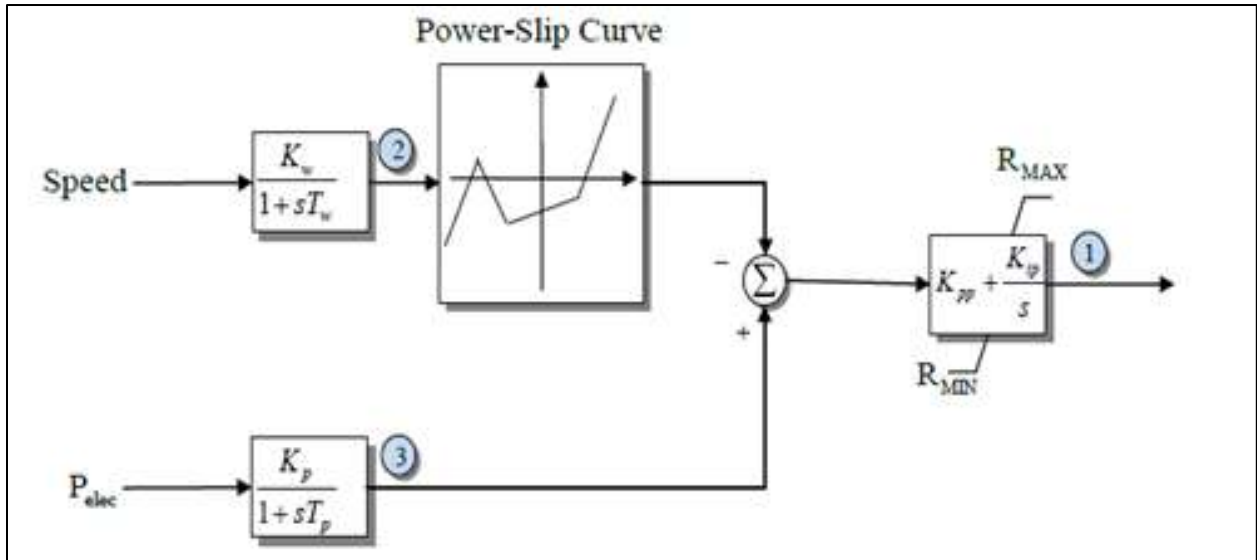 Power-Slip Curve
Speed
K_w
1+sT_w
2
R_MAX
K_pp + K_ip
s
1
−
Σ
+
R_MIN
P_elec
K_p
1+sT_p
3